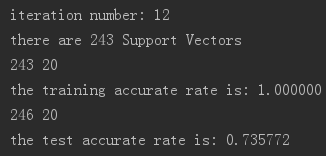 iteration number: 12
there are 243 Support Vectors
243 20
the training accurate rate is: 1.000000
246 20
the test accurate rate is: 0.735772